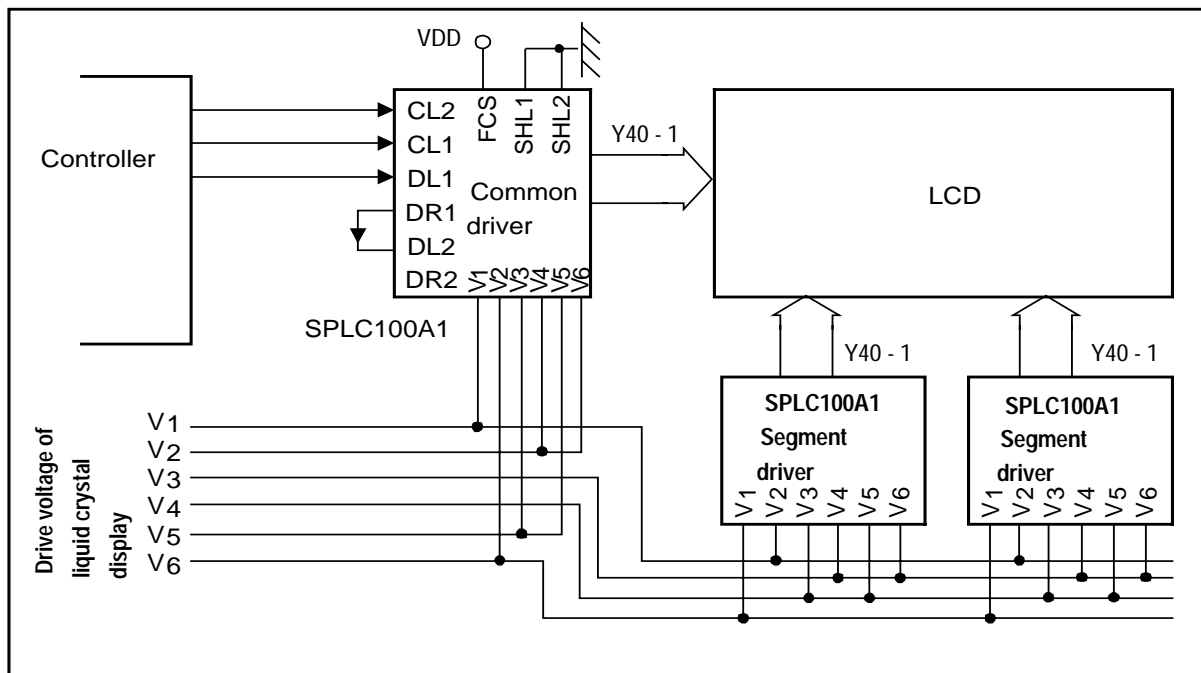 VDD
CL2
CL1
DL1
DR1
DL2
DR2
FCS
SHL1
SHL2
Common
driver
V1
V2
V3
V4
V5
V6
SPLC100A1
Controller
Y40 - 1
LCD
Y40 - 1
Y40 - 1
SPLC100A1
Segment
driver
V1
V2
V3
V4
V5
V6
SPLC100A1
Segment
driver
V1
V2
V3
V4
V5
V6
Drive voltage of
liquid crystal
display
V1
V2
V3
V4
V5
V6